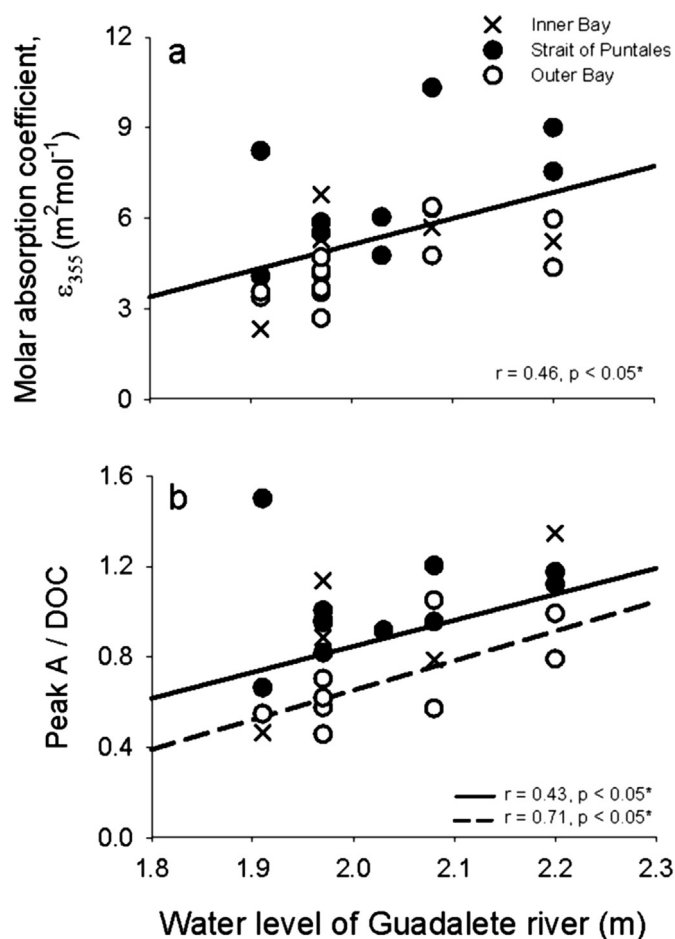 a
Inner Bay
Strait of Puntales
Outer Bay
Molar absorption coefficient,
ε355 (m²mol⁻¹)
12
9
6
3
0
r = 0.46, p < 0.05*
b
Peak A / DOC
1.6
1.2
0.8
0.4
0.0
r = 0.43, p < 0.05*
r = 0.71, p < 0.05*
1.8 1.9 2.0 2.1 2.2 2.3
Water level of Guadalete river (m)